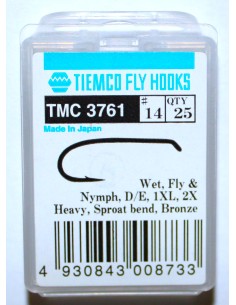 TIEMCO FLY HOOKS
TMC 3761
# 14
QTY 25
Made in Japan
Wet, Fly &
Nymph, D/E, 1XL, 2X
Heavy, Sproat bend, Bronze
4 930843 008733